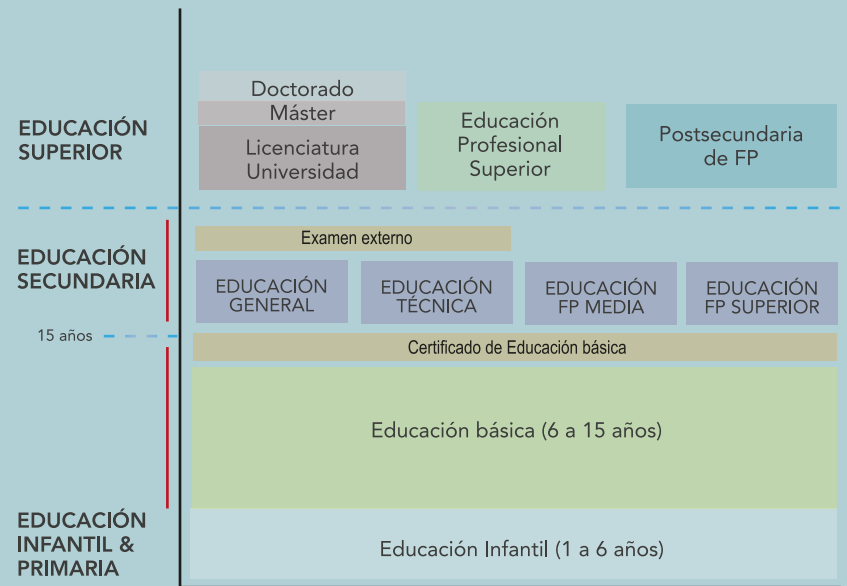 EDUCACIÓN
SUPERIOR
Doctorado
Máster
Licenciatura
Universidad
Educación
Profesional
Superior
Postsecundaria
de FP
EDUCACIÓN
SECUNDARIA
Examen externo
EDUCACIÓN
GENERAL
EDUCACIÓN
TÉCNICA
EDUCACIÓN
FP MEDIA
EDUCACIÓN
FP SUPERIOR
15 años
Certificado de Educación básica
Educación básica (6 a 15 años)
EDUCACIÓN
INFANTIL &
PRIMARIA
Educación Infantil (1 a 6 años)